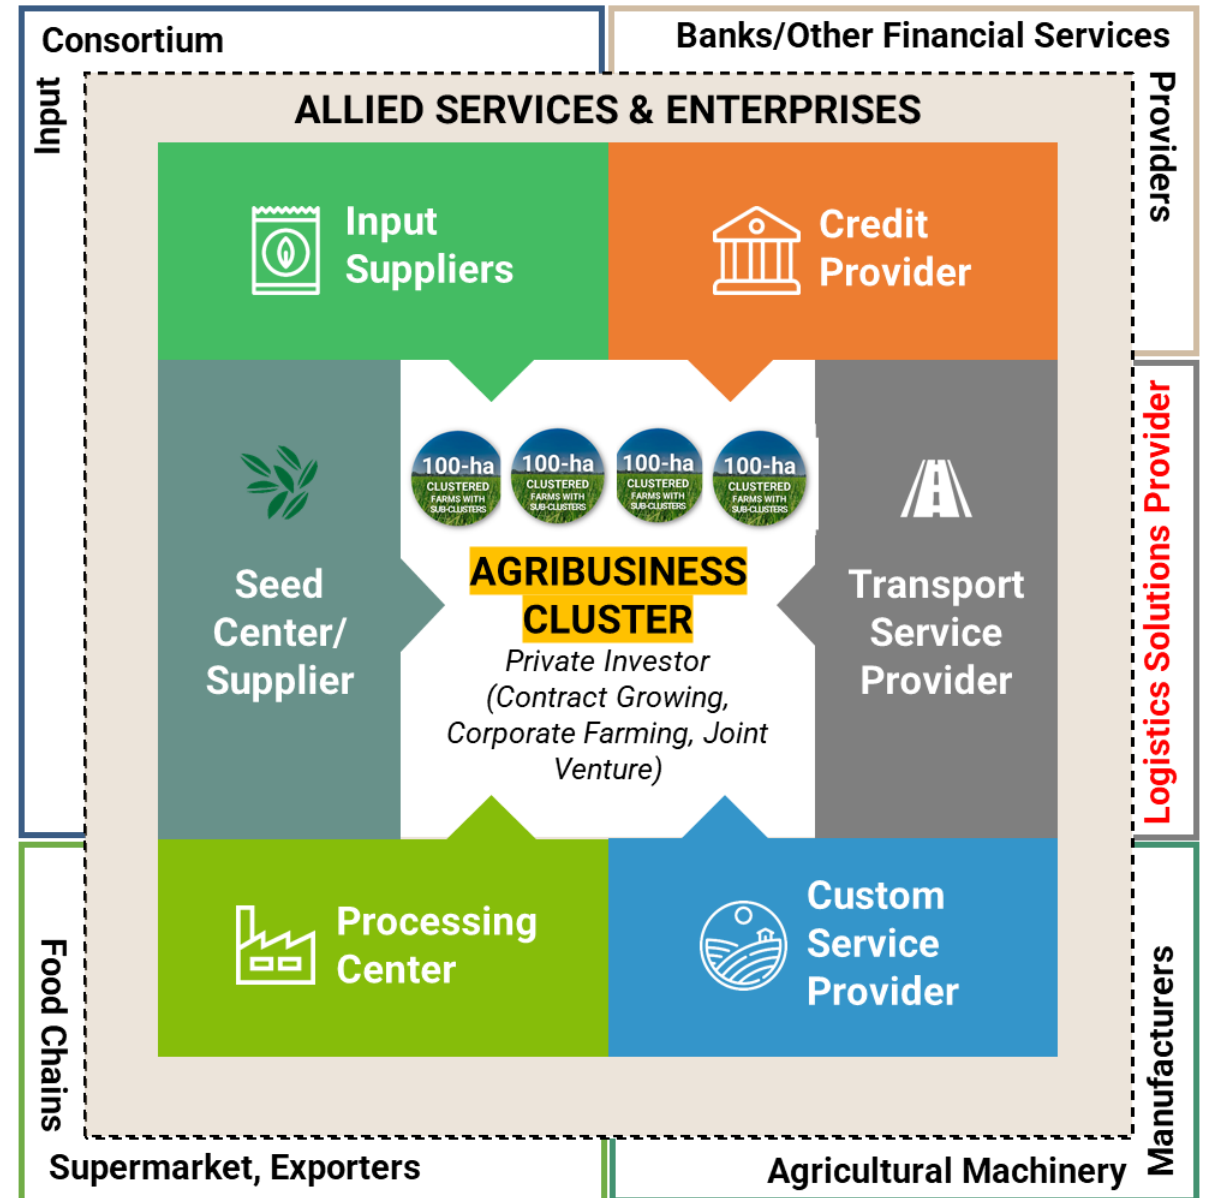 Consortium
Input
Banks/Other Financial Services
Providers
ALLIED SERVICES & ENTERPRISES
Input
Suppliers
Credit
Provider
100-ha
CLUSTERED
FARMS WITH
SUB-CLUSTERS
100-ha
CLUSTERED
FARMS WITH
SUB-CLUSTERS
100-ha
CLUSTERED
FARMS WITH
SUB-CLUSTERS
100-ha
CLUSTERED
FARMS WITH
SUB-CLUSTERS
Seed
Center/
Supplier
AGRIBUSINESS
CLUSTER
Private Investor
(Contract Growing,
Corporate Farming, Joint
Venture)
Transport
Service
Provider
Logistics Solutions Provider
Processing
Center
Custom
Service
Provider
Food Chains
Supermarket, Exporters
Agricultural Machinery
Manufacturers